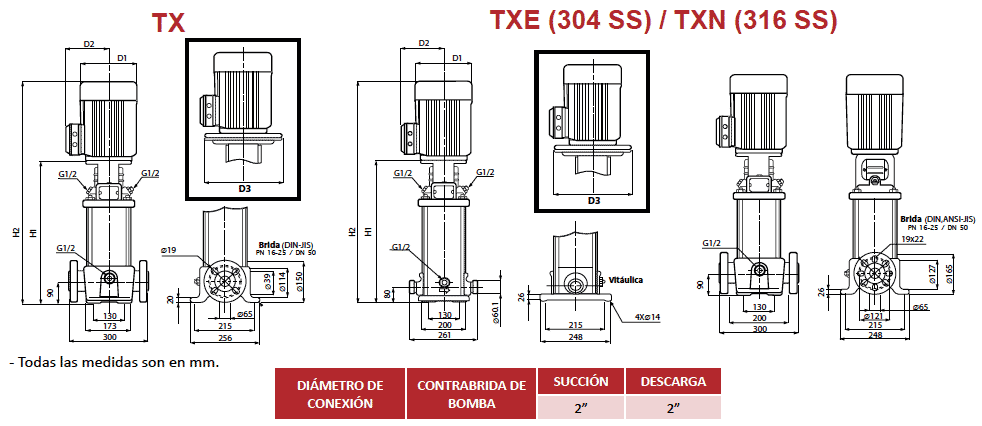 TX
TXE (304 SS) / TXN (316 SS)
D2
D1
G1/2
G1/2
H2
H1
G1/2
90
130
173
300
D3
Ø19
Brida (DIN-JIS)
PN 16-25 / DN 50
Ø39
Ø114
Ø150
20
Ø65
215
256
D2
D1
G1/2
G1/2
H2
H1
G1/2
80
Ø60.1
130
200
261
D3
Vitáulica
26
4XØ14
215
248
G1/2
90
130
200
300
Brida (DIN,ANSI-JIS)
PN 16-25 / DN 50
19X22
Ø127
Ø165
26
Ø65
Ø121
215
248
- Todas las medidas son en mm.
DIÁMETRO DE CONEXIÓN
CONTRABRIDA DE BOMBA
SUCCIÓN
DESCARGA
2”
2”